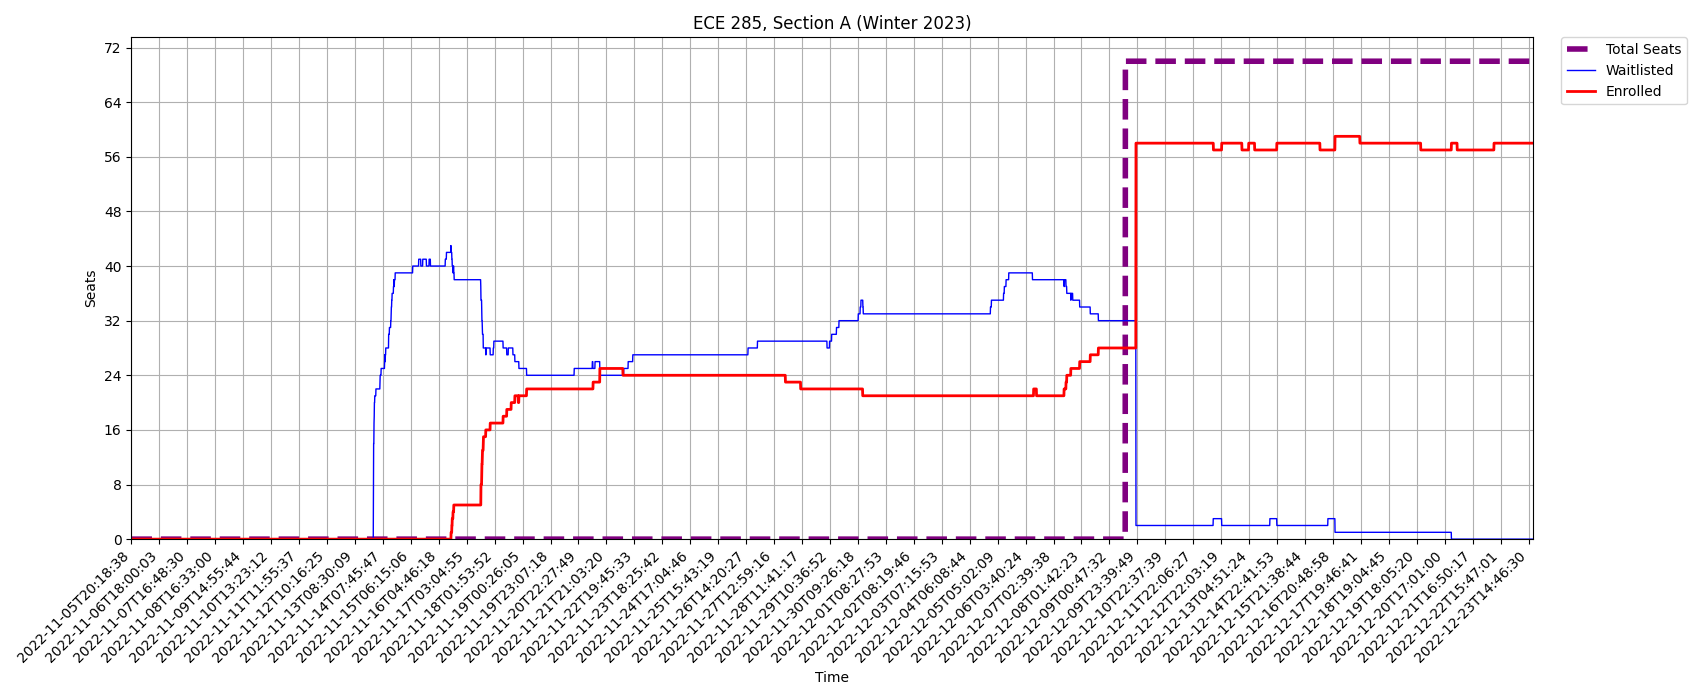 ECE 285, Section A (Winter 2023)
Total Seats
Waitlisted
Enrolled
72
64
56
48
40
32
24
16
8
0
Seats
2022-11-05T20:18:38
2022-11-06T18:00:03
2022-11-07T16:48:30
2022-11-08T16:33:00
2022-11-09T14:55:44
2022-11-10T13:23:12
2022-11-11T11:55:37
2022-11-12T10:16:25
2022-11-13T08:30:09
2022-11-14T07:45:47
2022-11-15T06:15:06
2022-11-16T04:46:18
2022-11-17T03:04:55
2022-11-18T01:53:52
2022-11-19T00:26:05
2022-11-19T23:07:18
2022-11-20T22:27:49
2022-11-21T21:03:20
2022-11-22T19:45:33
2022-11-23T18:25:42
2022-11-24T17:04:46
2022-11-25T15:43:19
2022-11-26T14:20:27
2022-11-27T12:59:16
2022-11-28T11:41:17
2022-11-29T10:36:52
2022-11-30T09:26:18
2022-12-01T08:27:53
2022-12-02T08:19:46
2022-12-03T07:15:53
2022-12-04T06:08:44
2022-12-05T05:02:09
2022-12-06T03:40:24
2022-12-07T02:39:38
2022-12-08T01:42:23
2022-12-09T00:47:32
2022-12-09T23:39:49
2022-12-10T22:37:39
2022-12-11T22:06:27
2022-12-12T22:03:19
2022-12-13T04:51:24
2022-12-14T22:41:53
2022-12-15T21:38:44
2022-12-16T20:48:58
2022-12-17T19:46:41
2022-12-18T19:04:45
2022-12-19T18:05:20
2022-12-20T17:01:00
2022-12-21T16:50:17
2022-12-22T15:47:01
2022-12-23T14:46:30
Time